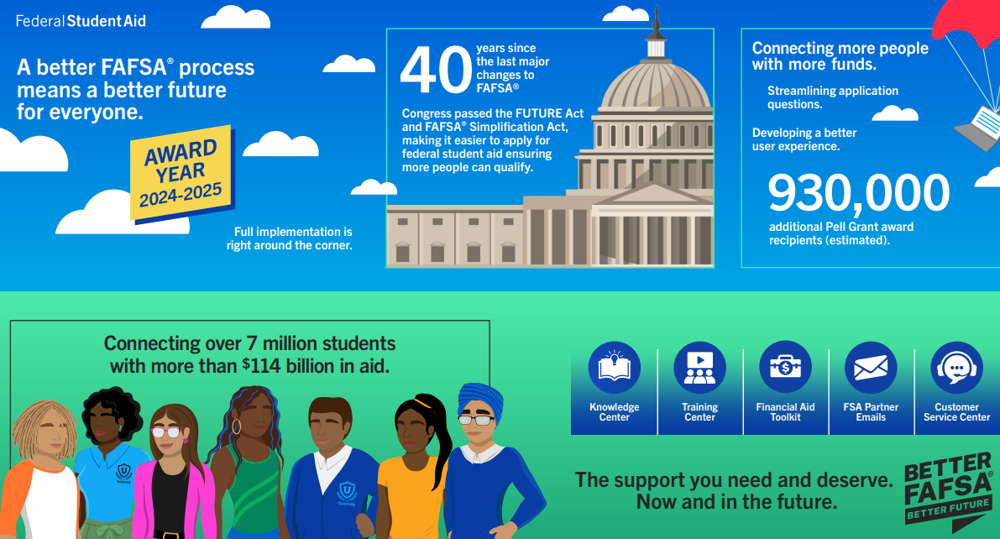 Federal Student Aid
A better FAFSA® process
means a better future
for everyone.
AWARD
YEAR
2024-2025
Full implementation is
right around the corner.
40
years since
the last major
changes to
FAFSA®
Congress passed the FUTURE Act
and FAFSA® Simplification Act,
making it easier to apply for
federal student aid ensuring
more people can qualify.
Connecting more people
with more funds.
Streamlining application
questions.
Developing a better
user experience.
930,000
additional Pell Grant award
recipients (estimated).
Connecting over 7 million students
with more than $114 billion in aid.
U
University
U
University
Knowledge
Center
Training
Center
Financial Aid
Toolkit
FSA Partner
Emails
Customer
Service Center
The support you need and deserve.
Now and in the future.
BETTER
FAFSA®
BETTER FUTURE